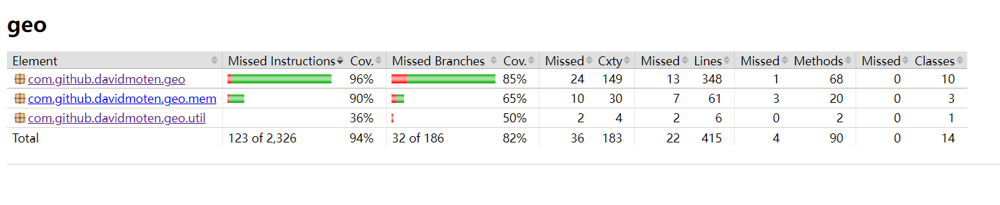 geo
Element Missed Instructions Cov. Missed Branches Cov. Missed Cxty Missed Lines Missed Methods Missed Classes
com.github.davidmoten.geo 96% 85% 24 149 13 348 1 68 0 10
com.github.davidmoten.geo.mem 90% 65% 10 30 7 61 3 20 0 3
com.github.davidmoten.geo.util 36% 50% 2 4 2 6 0 2 0 1
Total 123 of 2,326 94% 32 of 186 82% 36 183 22 415 4 90 0 14